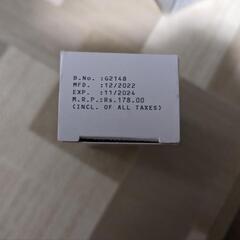 B.No. :G2148
MFD. :12/2022
EXP. :11/2024
M.R.P.:Rs.178.00
(INCL. OF ALL TAXES)